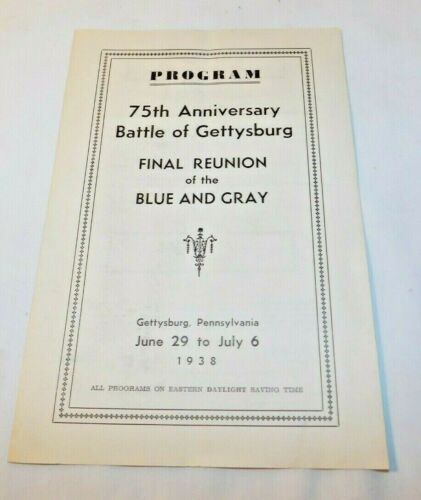 PROGRAM
75th Anniversary
Battle of Gettysburg
FINAL REUNION
of the
BLUE AND GRAY
Gettysburg, Pennsylvania
June 29 to July 6
1938
ALL PROGRAMS ON EASTERN DAYLIGHT SAVING TIME